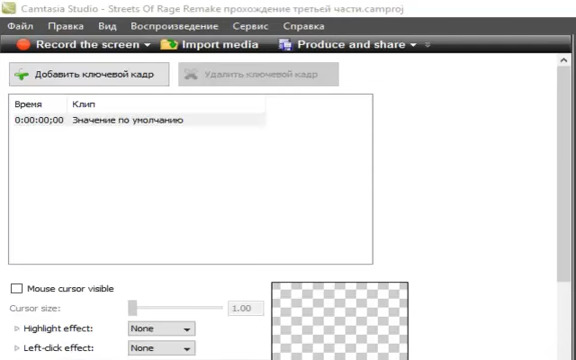 Camtasia Studio - Streets Of Rage Remake прохождение третьей части.camproj
Файл Правка Вид Воспроизведение Сервис Справка
Record the screen Import media Produce and share
Добавить ключевой кадр Удалить ключевой кадр
Время Клип
0:00:00;00 Значение по умолчанию
Mouse cursor visible
Cursor size: 1.00
Highlight effect: None
Left-click effect: None